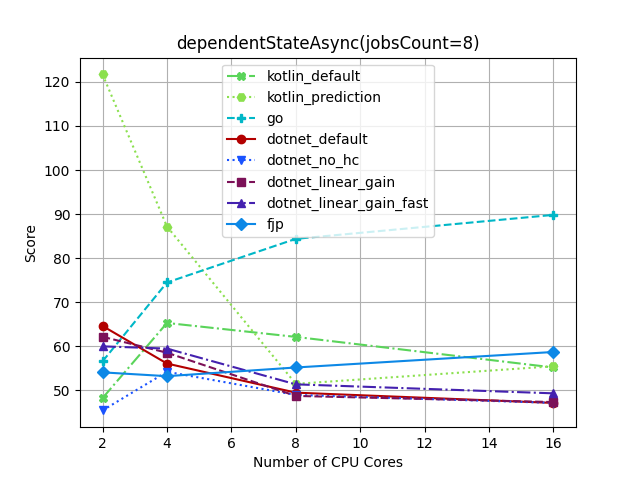 dependentStateAsync(jobsCount=8)
kotlin_default
kotlin_prediction
go
dotnet_default
dotnet_no_hc
dotnet_linear_gain
dotnet_linear_gain_fast
fjp
Score
120
110
100
90
80
70
60
50
2 4 6 8 10 12 14 16
Number of CPU Cores